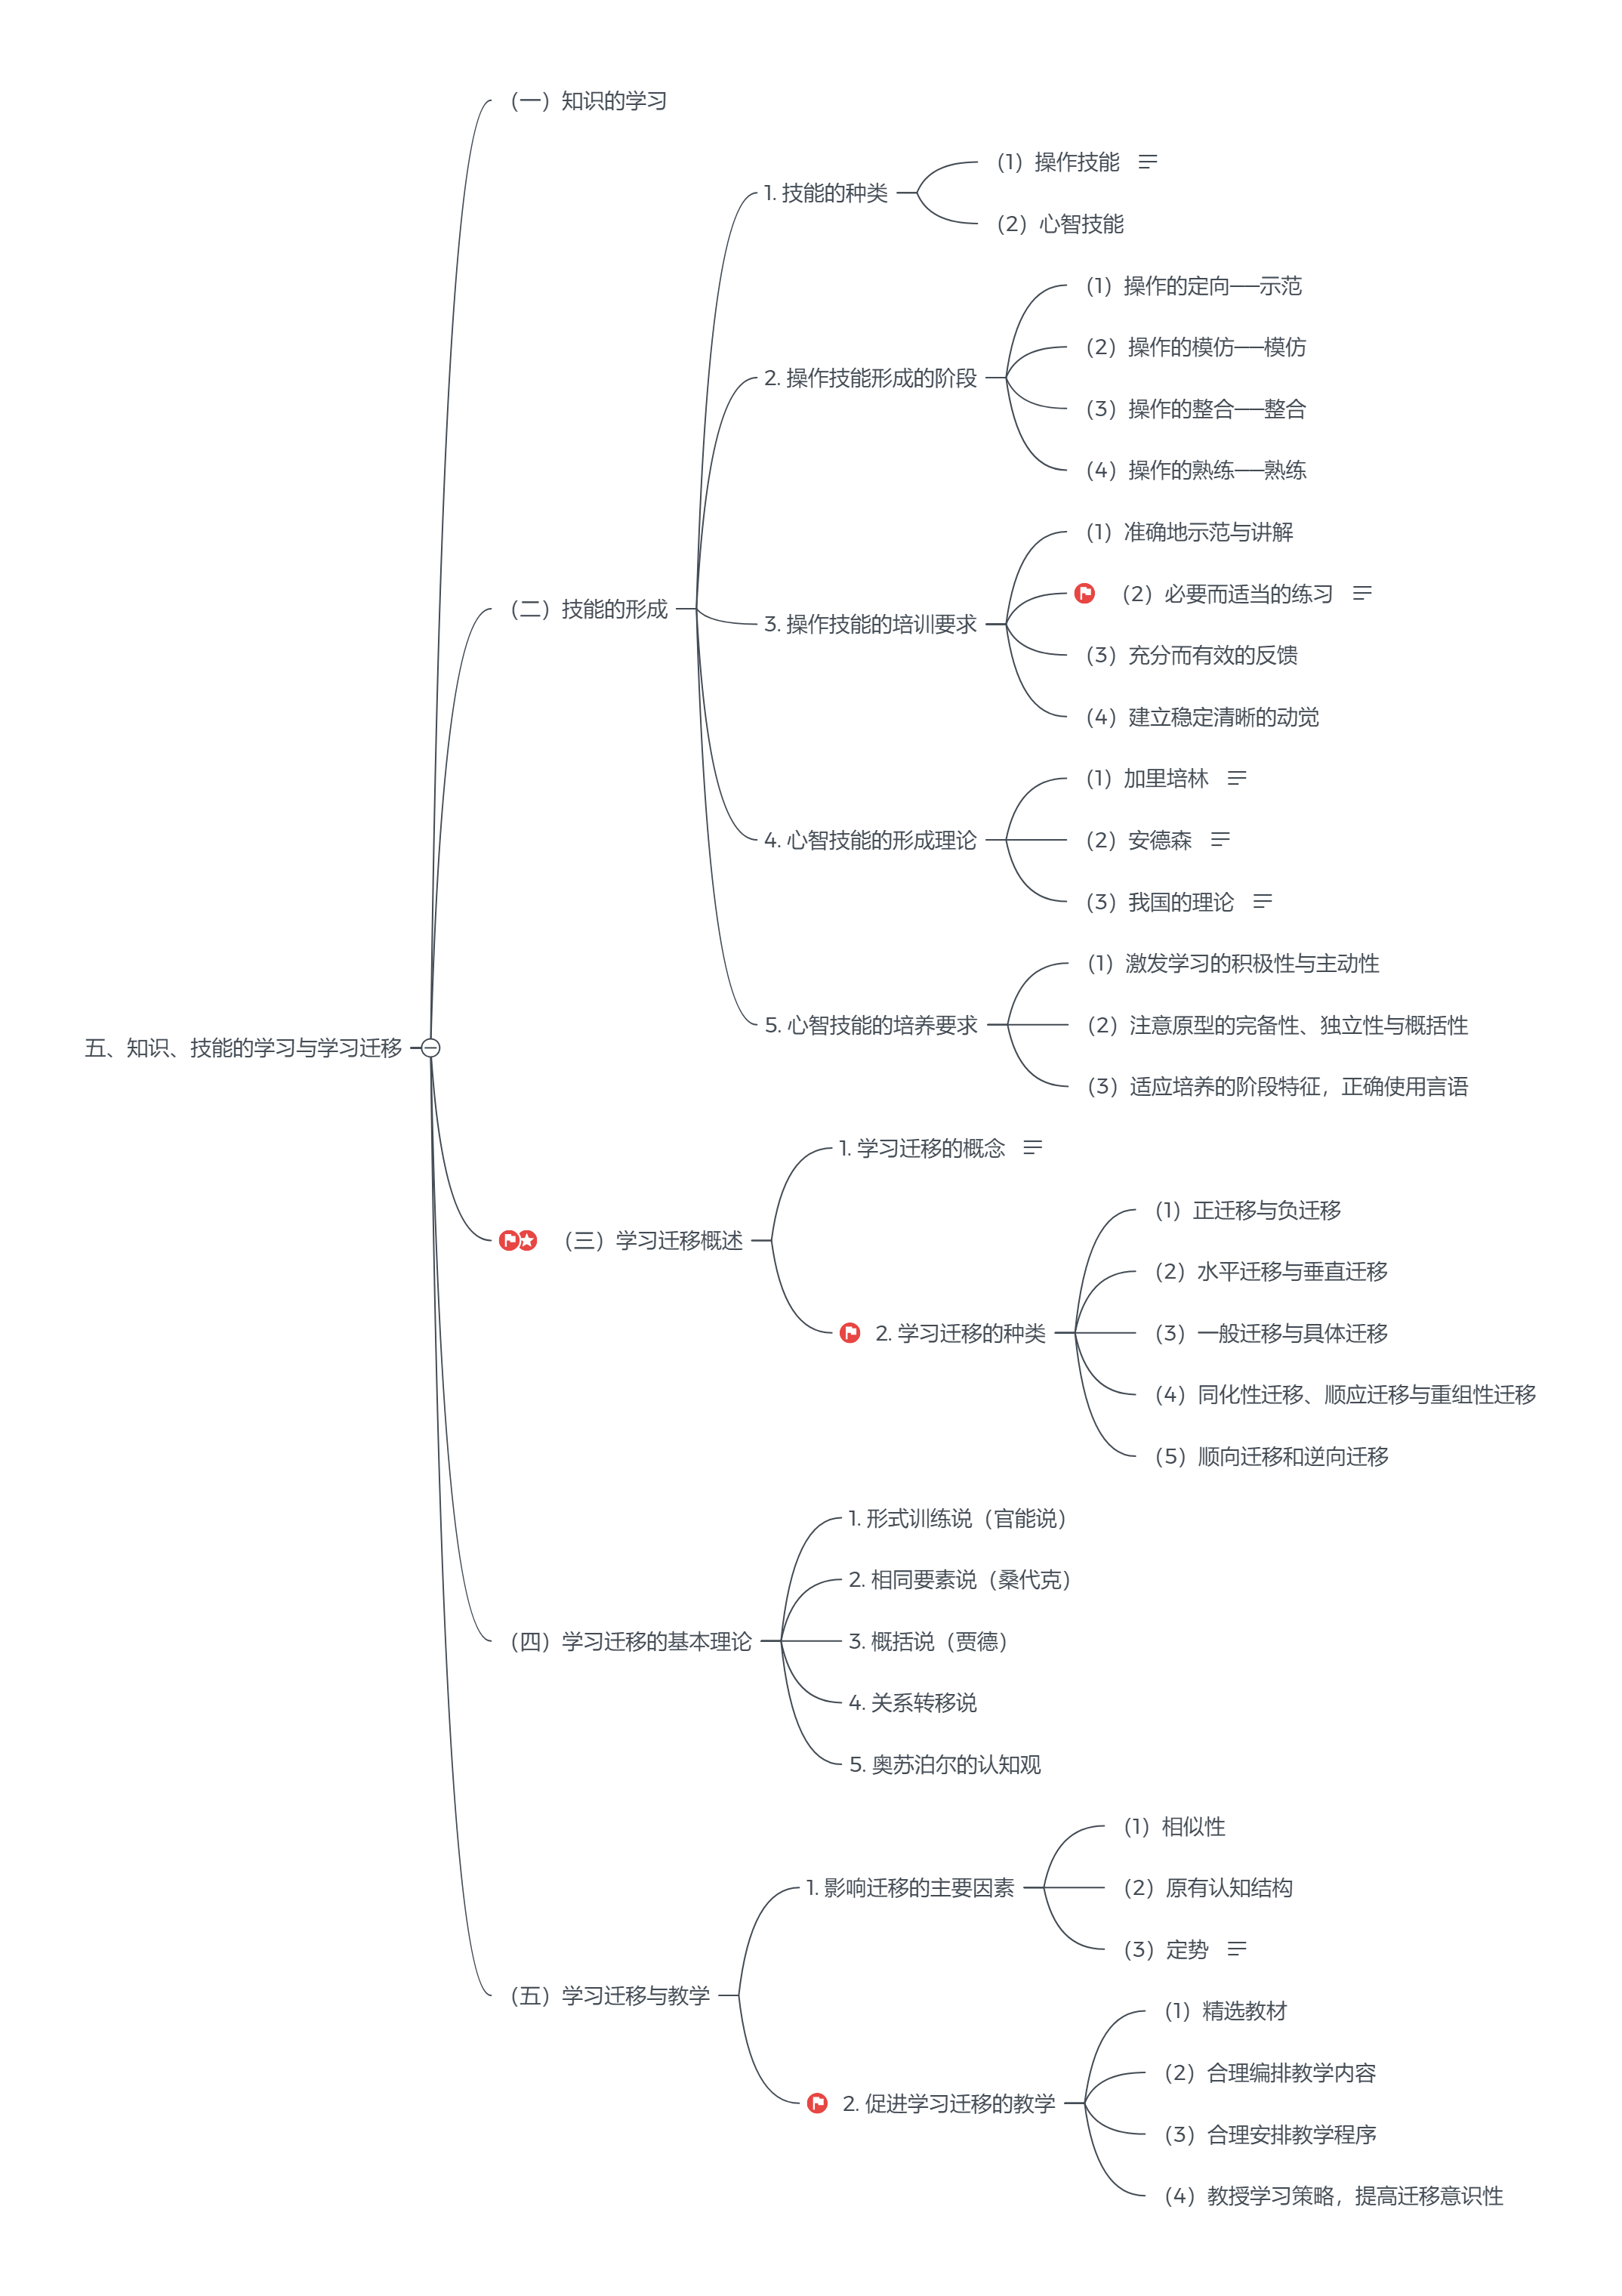 五、知识、技能的学习与学习迁移
（一）知识的学习
（二）技能的形成
1. 技能的种类
（1）操作技能
（2）心智技能
2. 操作技能形成的阶段
（1）操作的定向——示范
（2）操作的模仿——模仿
（3）操作的整合——整合
（4）操作的熟练——熟练
3. 操作技能的培训要求
（1）准确地示范与讲解
（2）必要而适当的练习
（3）充分而有效的反馈
（4）建立稳定清晰的动觉
4. 心智技能的形成理论
（1）加里培林
（2）安德森
（3）我国的理论
5. 心智技能的培养要求
（1）激发学习的积极性与主动性
（2）注意原型的完备性、独立性与概括性
（3）适应培养的阶段特征，正确使用言语
（三）学习迁移概述
1. 学习迁移的概念
2. 学习迁移的种类
（1）正迁移与负迁移
（2）水平迁移与垂直迁移
（3）一般迁移与具体迁移
（4）同化性迁移、顺应迁移与重组性迁移
（5）顺向迁移和逆向迁移
（四）学习迁移的基本理论
1. 形式训练说（官能说）
2. 相同要素说（桑代克）
3. 概括说（贾德）
4. 关系转移说
5. 奥苏泊尔的认知观
（五）学习迁移与教学
1. 影响迁移的主要因素
（1）相似性
（2）原有认知结构
（3）定势
2. 促进学习迁移的教学
（1）精选教材
（2）合理编排教学内容
（3）合理安排教学程序
（4）教授学习策略，提高迁移意识性